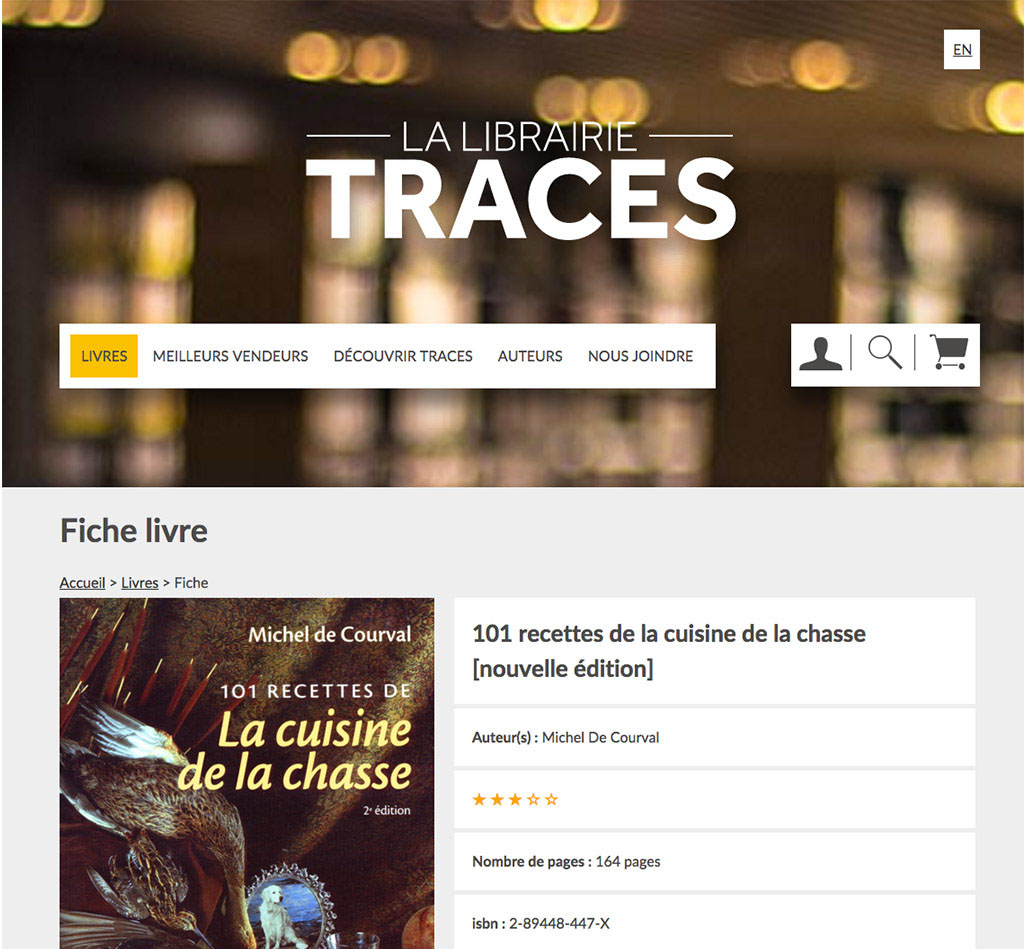 EN
LA LIBRAIRIE
TRACES
LIVRES MEILLEURS VENDEURS DÉCOUVRIR TRACES AUTEURS NOUS JOINDRE
Fiche livre
Accueil > Livres > Fiche
Michel de Courval
101 RECETTES DE
La cuisine
de la chasse
2e édition
101 recettes de la cuisine de la chasse
[nouvelle édition]
Auteur(s) : Michel De Courval
Nombre de pages : 164 pages
isbn : 2-89448-447-X